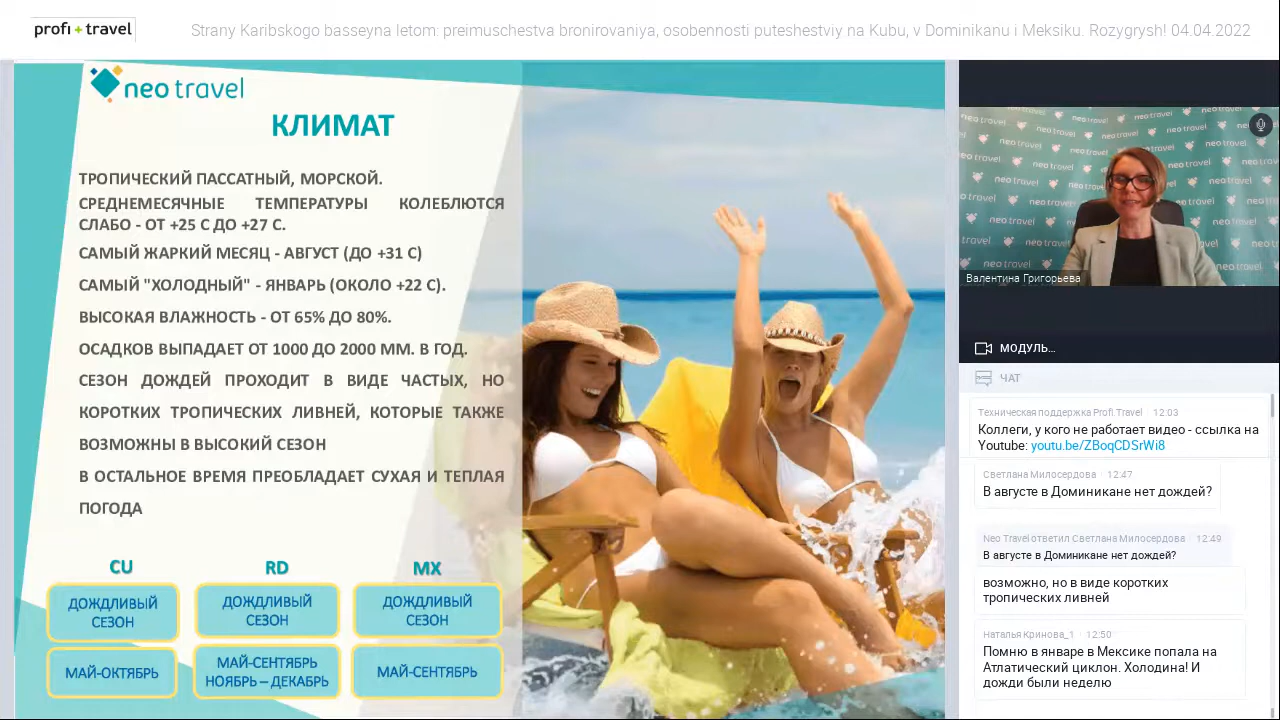 profi + travel
Strany Karibskogo basseyna letom: preimuschestva bronirovaniya, osobennosti puteshestviy na Kubu, v Dominikanu i Meksiku. Rozygrysh! 04.04.2022
neo travel
КЛИМАТ
ТРОПИЧЕСКИЙ ПАССАТНЫЙ, МОРСКОЙ.
СРЕДНЕМЕСЯЧНЫЕ ТЕМПЕРАТУРЫ КОЛЕБЛЮТСЯ
СЛАБО - ОТ +25 С ДО +27 С.
САМЫЙ ЖАРКИЙ МЕСЯЦ - АВГУСТ (ДО +31 С)
САМЫЙ "ХОЛОДНЫЙ" - ЯНВАРЬ (ОКОЛО +22 С).
ВЫСОКАЯ ВЛАЖНОСТЬ - ОТ 65% ДО 80%.
ОСАДКОВ ВЫПАДАЕТ ОТ 1000 ДО 2000 ММ. В ГОД.
СЕЗОН ДОЖДЕЙ ПРОХОДИТ В ВИДЕ ЧАСТЫХ, НО
КОРОТКИХ ТРОПИЧЕСКИХ ЛИВНЕЙ, КОТОРЫЕ ТАКЖЕ
ВОЗМОЖНЫ В ВЫСОКИЙ СЕЗОН
В ОСТАЛЬНОЕ ВРЕМЯ ПРЕОБЛАДАЕТ СУХАЯ И ТЕПЛАЯ
ПОГОДА
CU
ДОЖДЛИВЫЙ
СЕЗОН
МАЙ-ОКТЯБРЬ
RD
ДОЖДЛИВЫЙ
СЕЗОН
МАЙ-СЕНТЯБРЬ
НОЯБРЬ – ДЕКАБРЬ
MX
ДОЖДЛИВЫЙ
СЕЗОН
МАЙ-СЕНТЯБРЬ
neo travel
Валентина Григорьева
МОДУЛЬ...
ЧАТ
Техническая поддержка Profi.Travel · 12:03
Коллеги, у кого не работает видео - ссылка на
Youtube: youtu.be/ZBoqCDSrWi8
Светлана Милосердова · 12:47
В августе в Доминикане нет дождей?
Neo Travel ответил Светлана Милосердова 12:49
В августе в Доминикане нет дождей?
возможно, но в виде коротких
тропических ливней
Наталья Кринова_1 · 12:50
Помню в январе в Мексике попала на
Атлатический циклон. Холодина! И
дожди были неделю